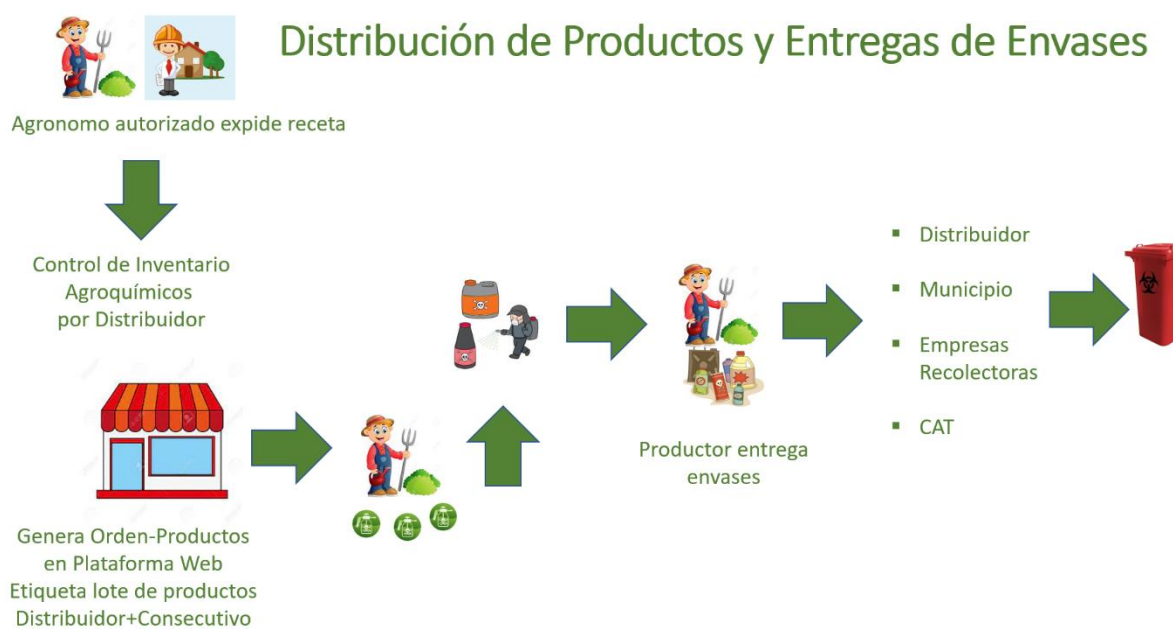 Distribución de Productos y Entregas de Envases
Agronomo autorizado expide receta
Control de Inventario
Agroquímicos
por Distribuidor
Genera Orden-Productos
en Plataforma Web
Etiqueta lote de productos
Distribuidor+Consecutivo
Productor entrega
envases
▪ Distribuidor
▪ Municipio
▪ Empresas
Recolectoras
▪ CAT